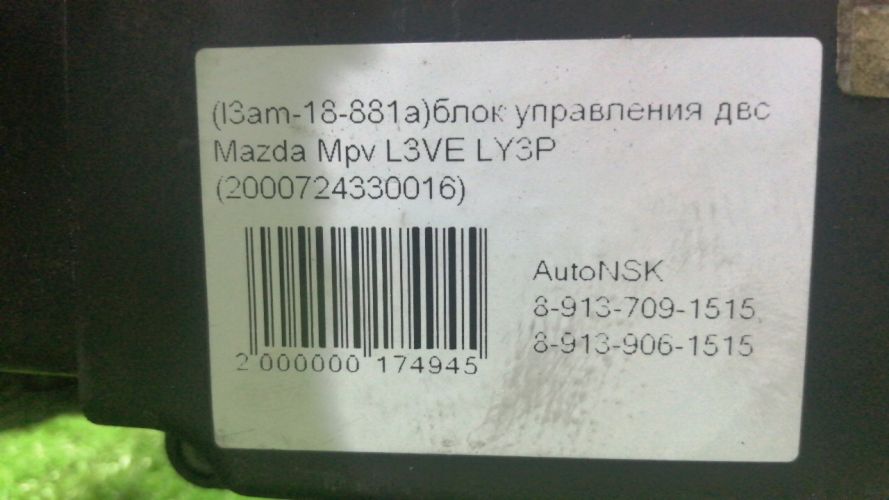 (l3am-18-881a)блок управления двс
Mazda Mpv L3VE LY3P
(2000724330016)
AutoNSK
8-913-709-1515
8-913-906-1515
2 000000 174945